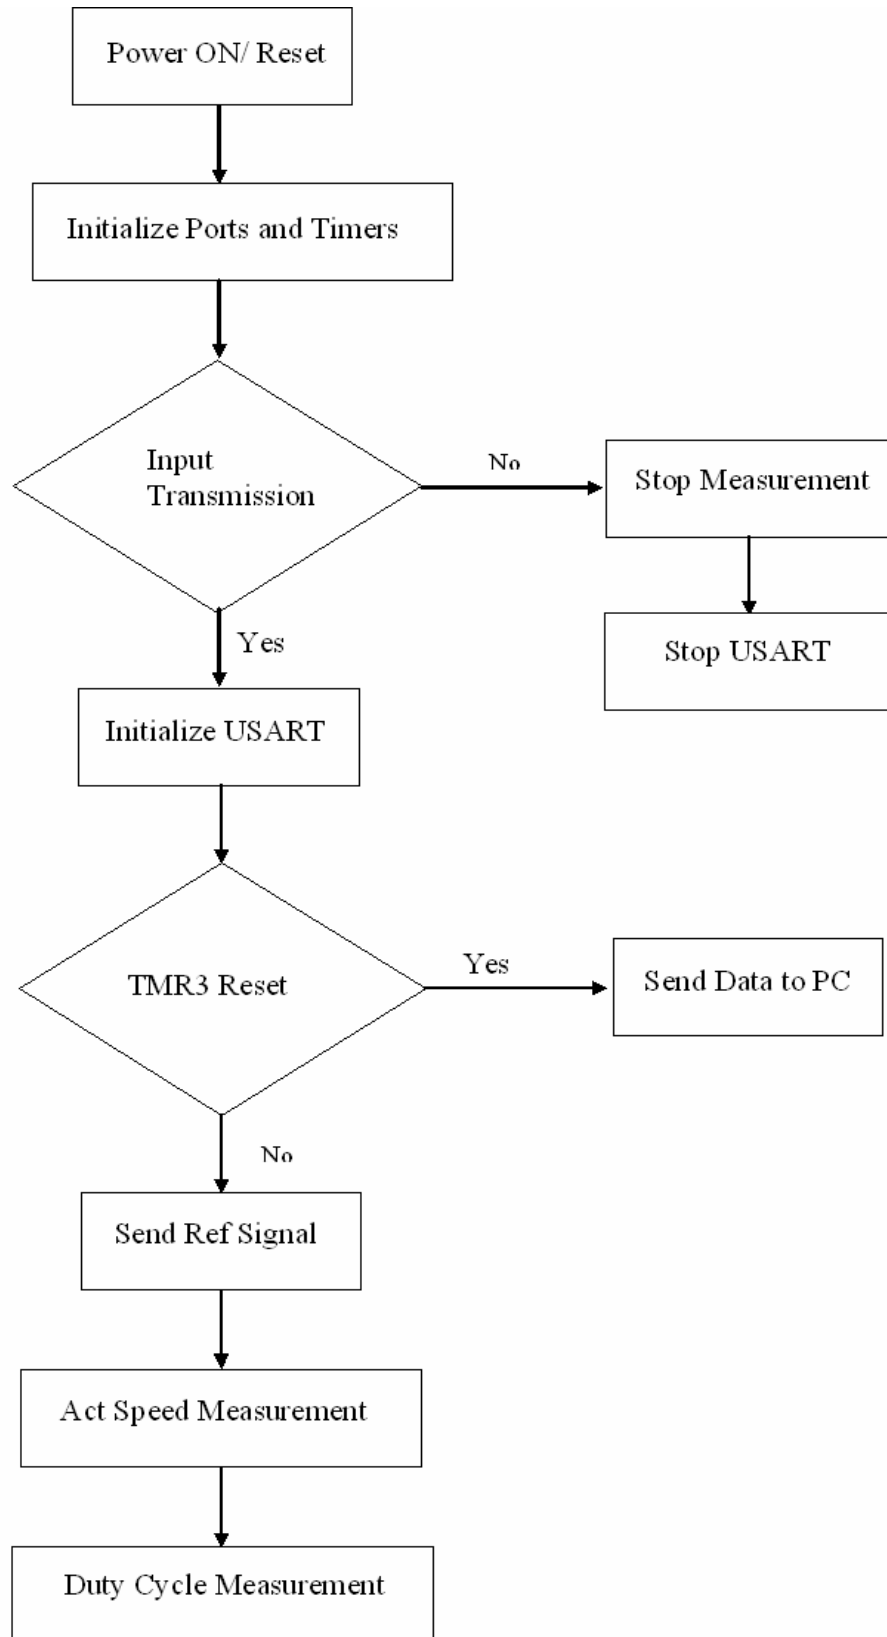 Power ON/ Reset
Initialize Ports and Timers
Input
Transmission
No
Stop Measurement
Yes
Stop USART
Initialize USART
TMR3 Reset
Yes
Send Data to PC
No
Send Ref Signal
Act Speed Measurement
Duty Cycle Measurement